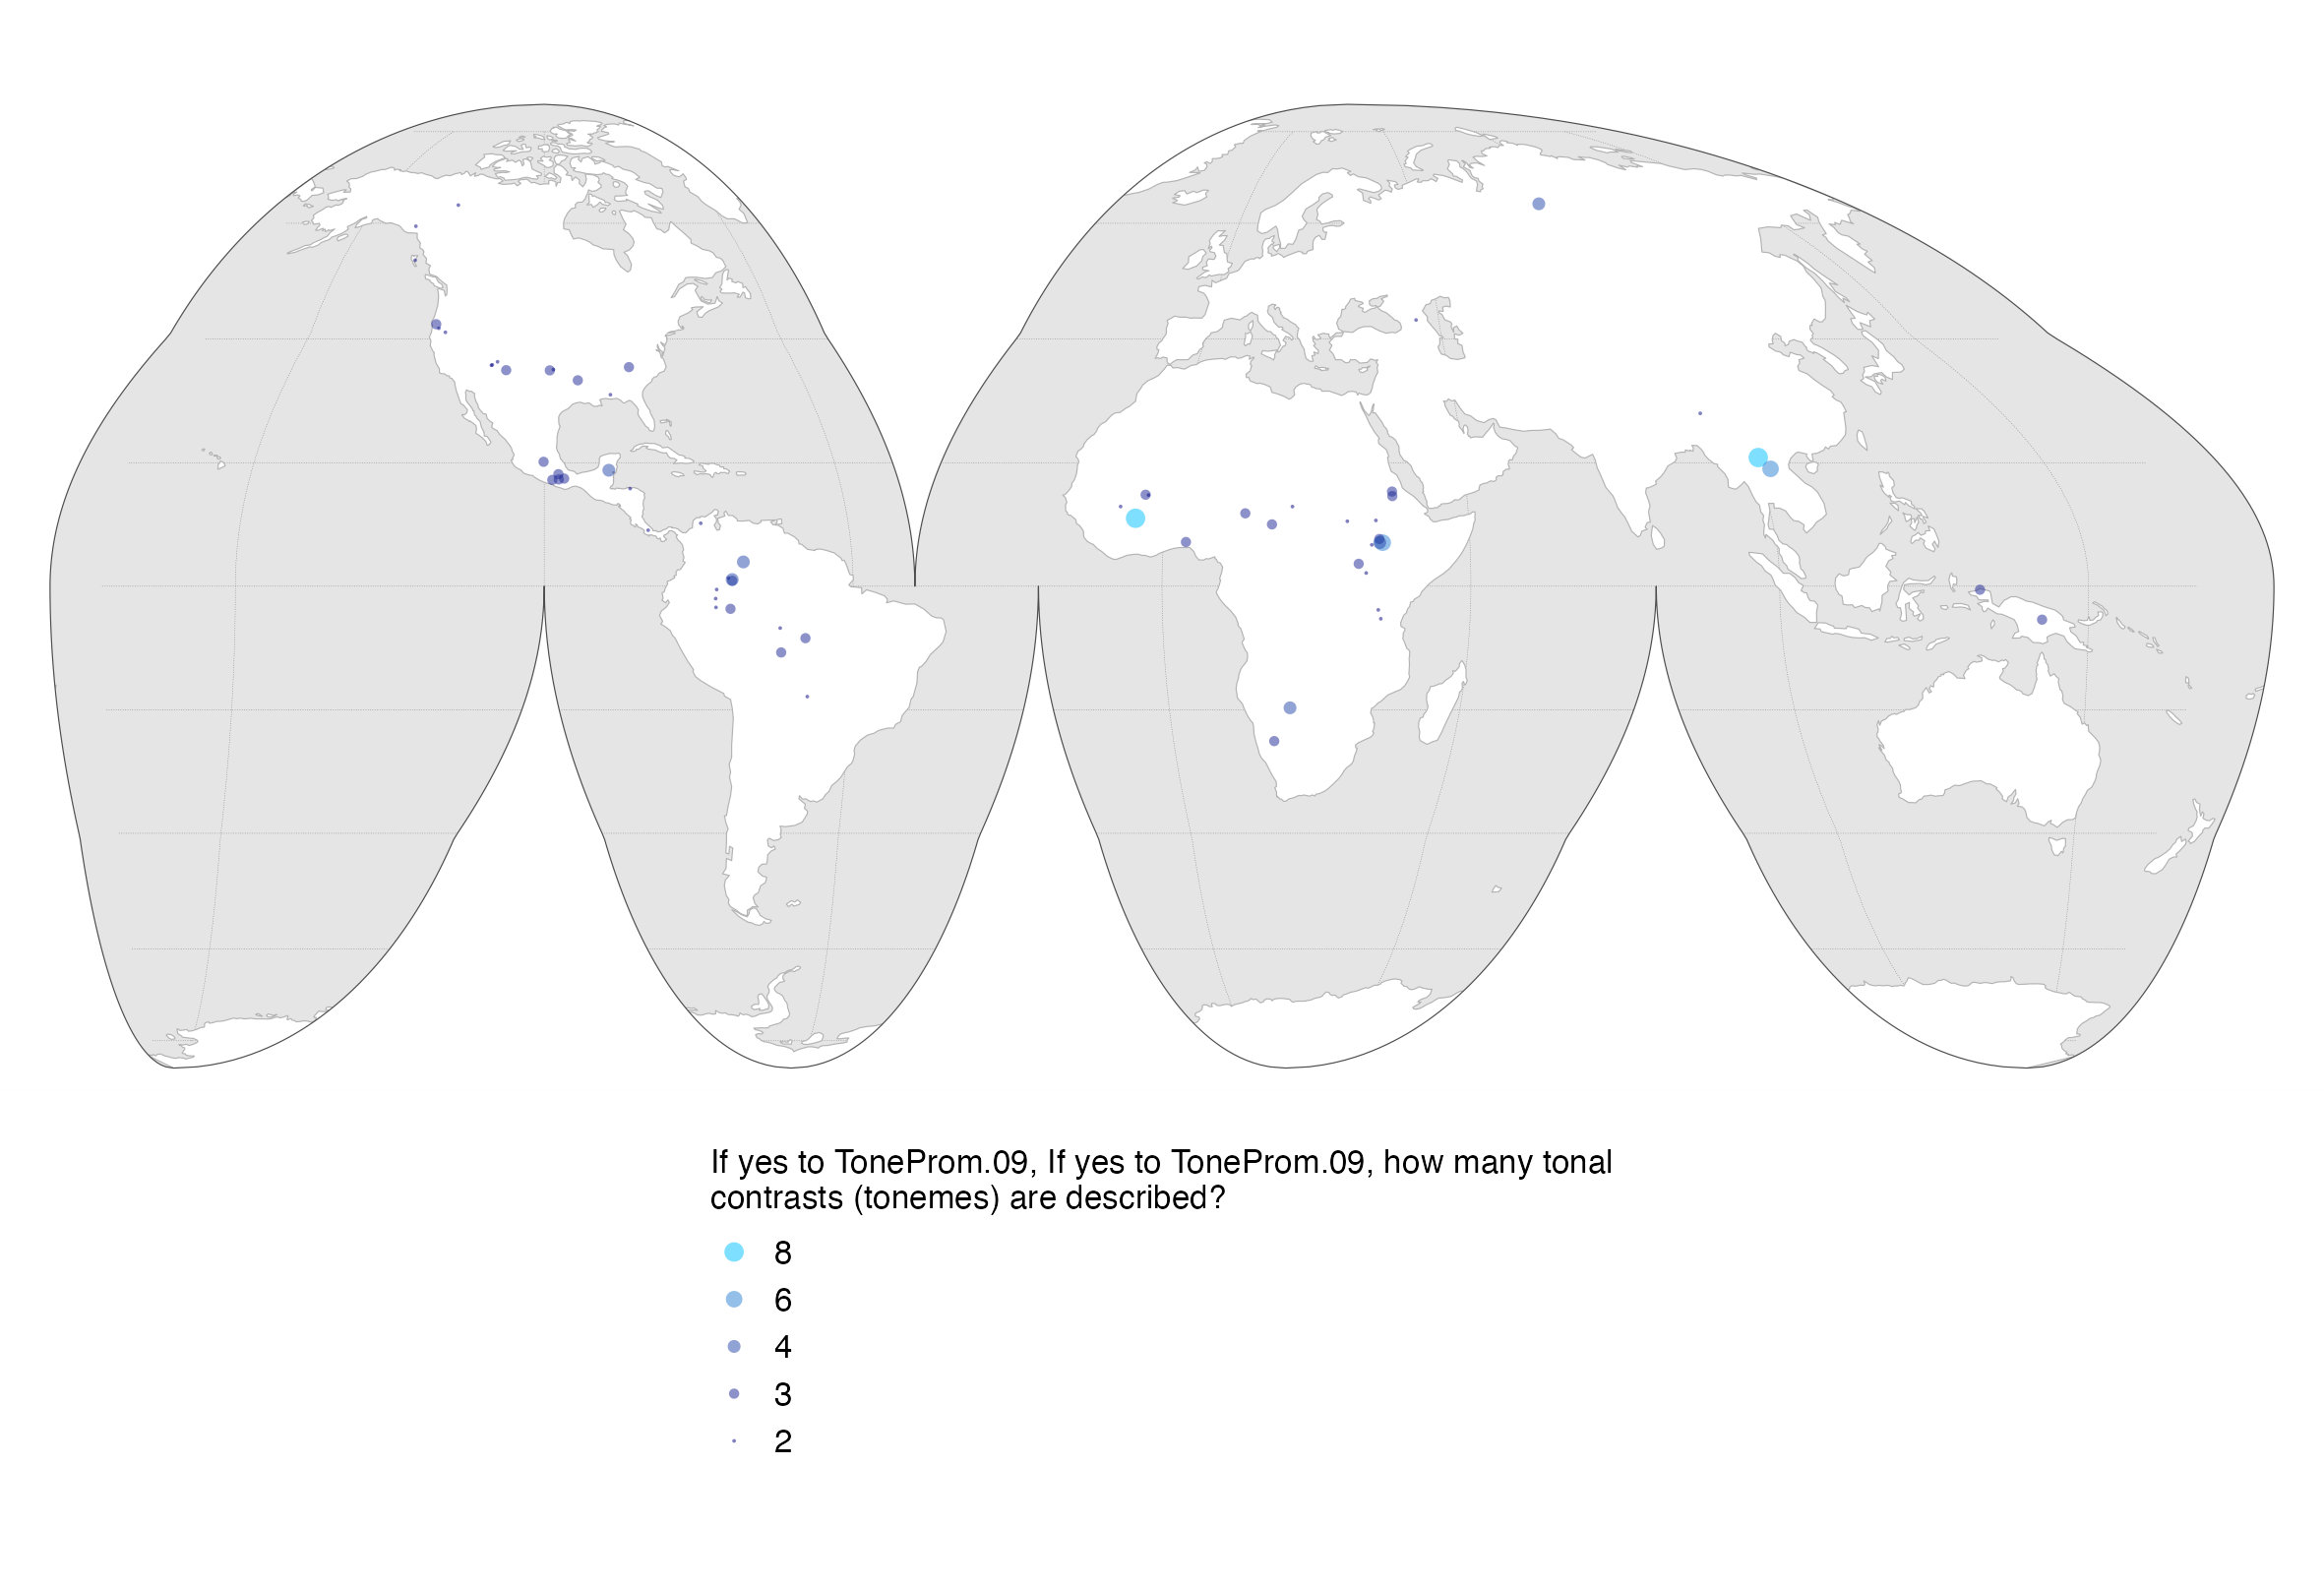 If yes to ToneProm.09, If yes to ToneProm.09, how many tonal
contrasts (tonemes) are described?
8
6
4
3
2